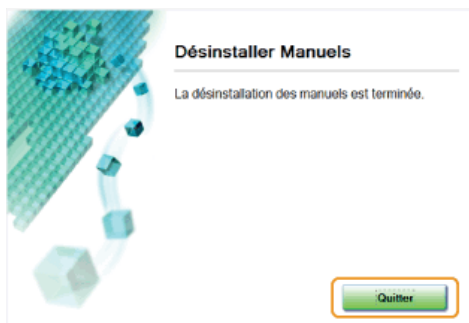 Désinstaller Manuels
La désinstallation des manuels est terminée.
Quitter